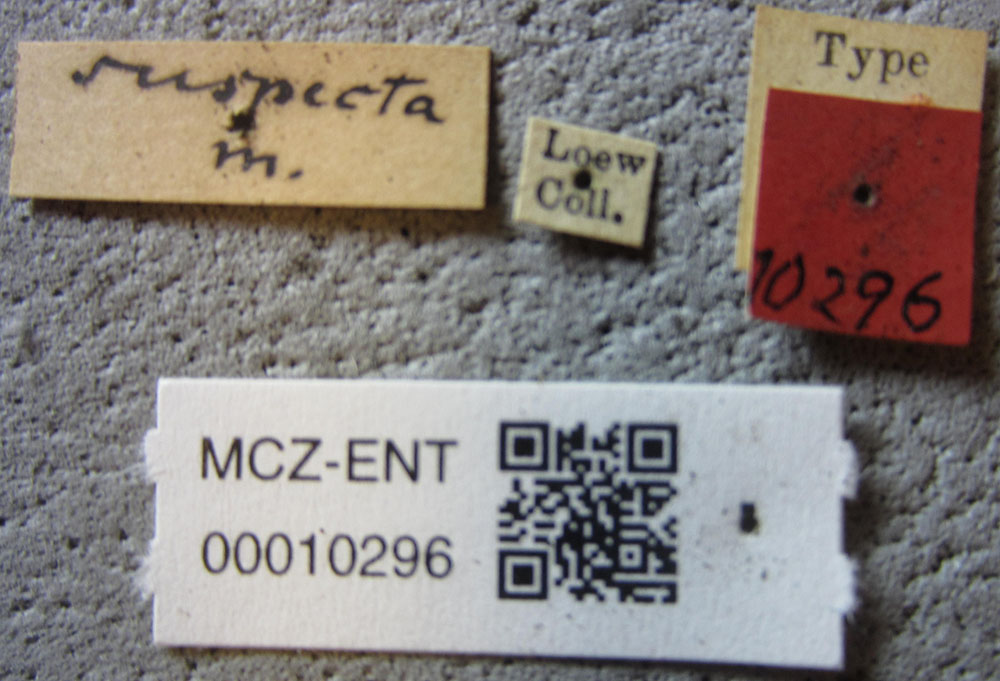 suspecta
m.
Loew
Coll.
Type
10296
MCZ-ENT
00010296